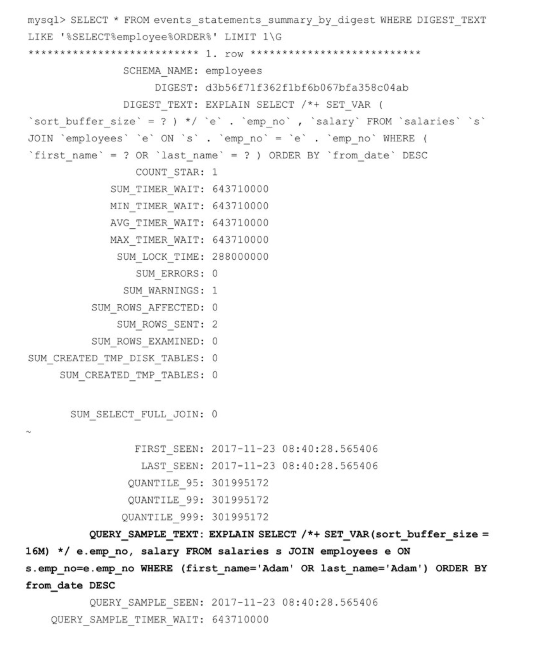 mysql> SELECT * FROM events_statements_summary_by_digest WHERE DIGEST_TEXT
LIKE '%SELECT%employee%ORDER%' LIMIT 1\G
*************************** 1. row ***************************
SCHEMA_NAME: employees
DIGEST: d3b56f71f362f1bf6b067bfa358c04ab
DIGEST_TEXT: EXPLAIN SELECT /*+ SET_VAR (
`sort_buffer_size` = ? ) */ `e` . `emp_no` , `salary` FROM `salaries` `s`
JOIN `employees` `e` ON `s` . `emp_no` = `e` . `emp_no` WHERE (
`first_name` = ? OR `last_name` = ? ) ORDER BY `from_date` DESC
COUNT_STAR: 1
SUM_TIMER_WAIT: 643710000
MIN_TIMER_WAIT: 643710000
AVG_TIMER_WAIT: 643710000
MAX_TIMER_WAIT: 643710000
SUM_LOCK_TIME: 288000000
SUM_ERRORS: 0
SUM_WARNINGS: 1
SUM_ROWS_AFFECTED: 0
SUM_ROWS_SENT: 2
SUM_ROWS_EXAMINED: 0
SUM_CREATED_TMP_DISK_TABLES: 0
SUM_CREATED_TMP_TABLES: 0
SUM_SELECT_FULL_JOIN: 0
~
FIRST_SEEN: 2017-11-23 08:40:28.565406
LAST_SEEN: 2017-11-23 08:40:28.565406
QUANTILE_95: 301995172
QUANTILE_99: 301995172
QUANTILE_999: 301995172
QUERY_SAMPLE_TEXT: EXPLAIN SELECT /*+ SET_VAR(sort_buffer_size =
16M) */ e.emp_no, salary FROM salaries s JOIN employees e ON
s.emp_no=e.emp_no WHERE (first_name='Adam' OR last_name='Adam') ORDER BY
from_date DESC
QUERY_SAMPLE_SEEN: 2017-11-23 08:40:28.565406
QUERY_SAMPLE_TIMER_WAIT: 643710000